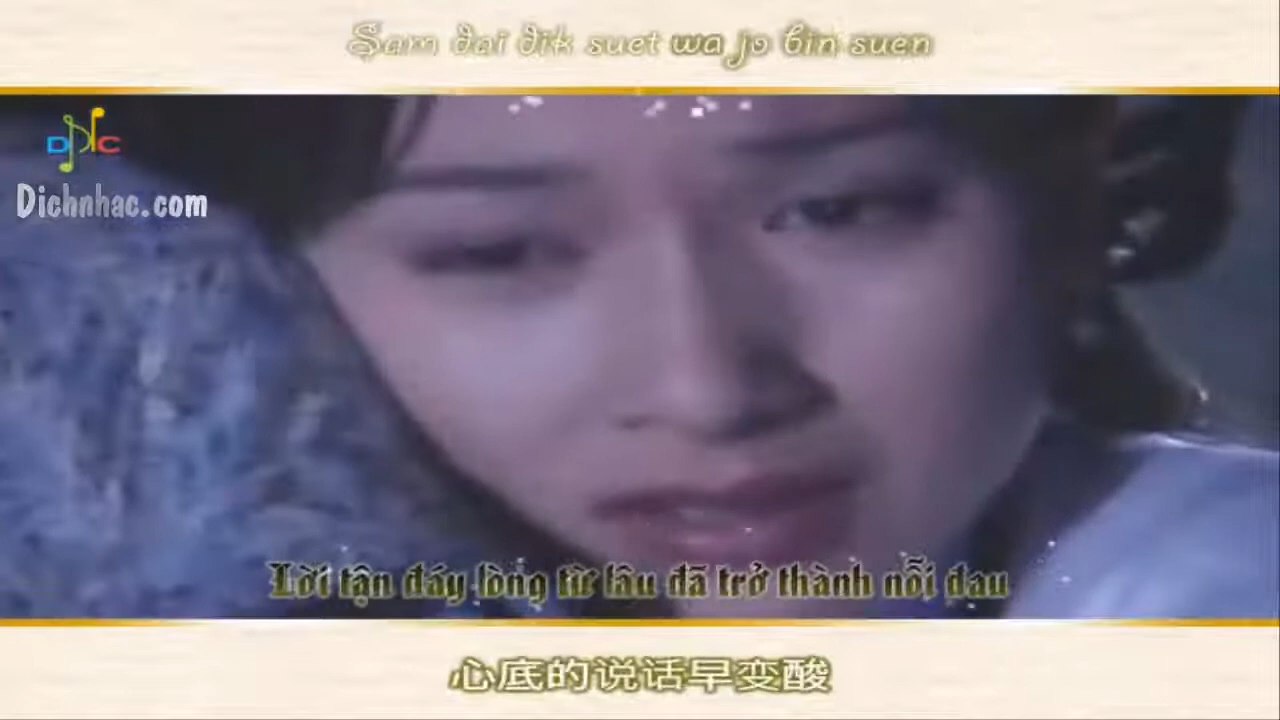 Sam dai dik suet wa jo bin suen
DNC
Dichnhac.com
Lời tận đáy lòng từ lâu đã trở thành nỗi đau
心底的说话早变酸